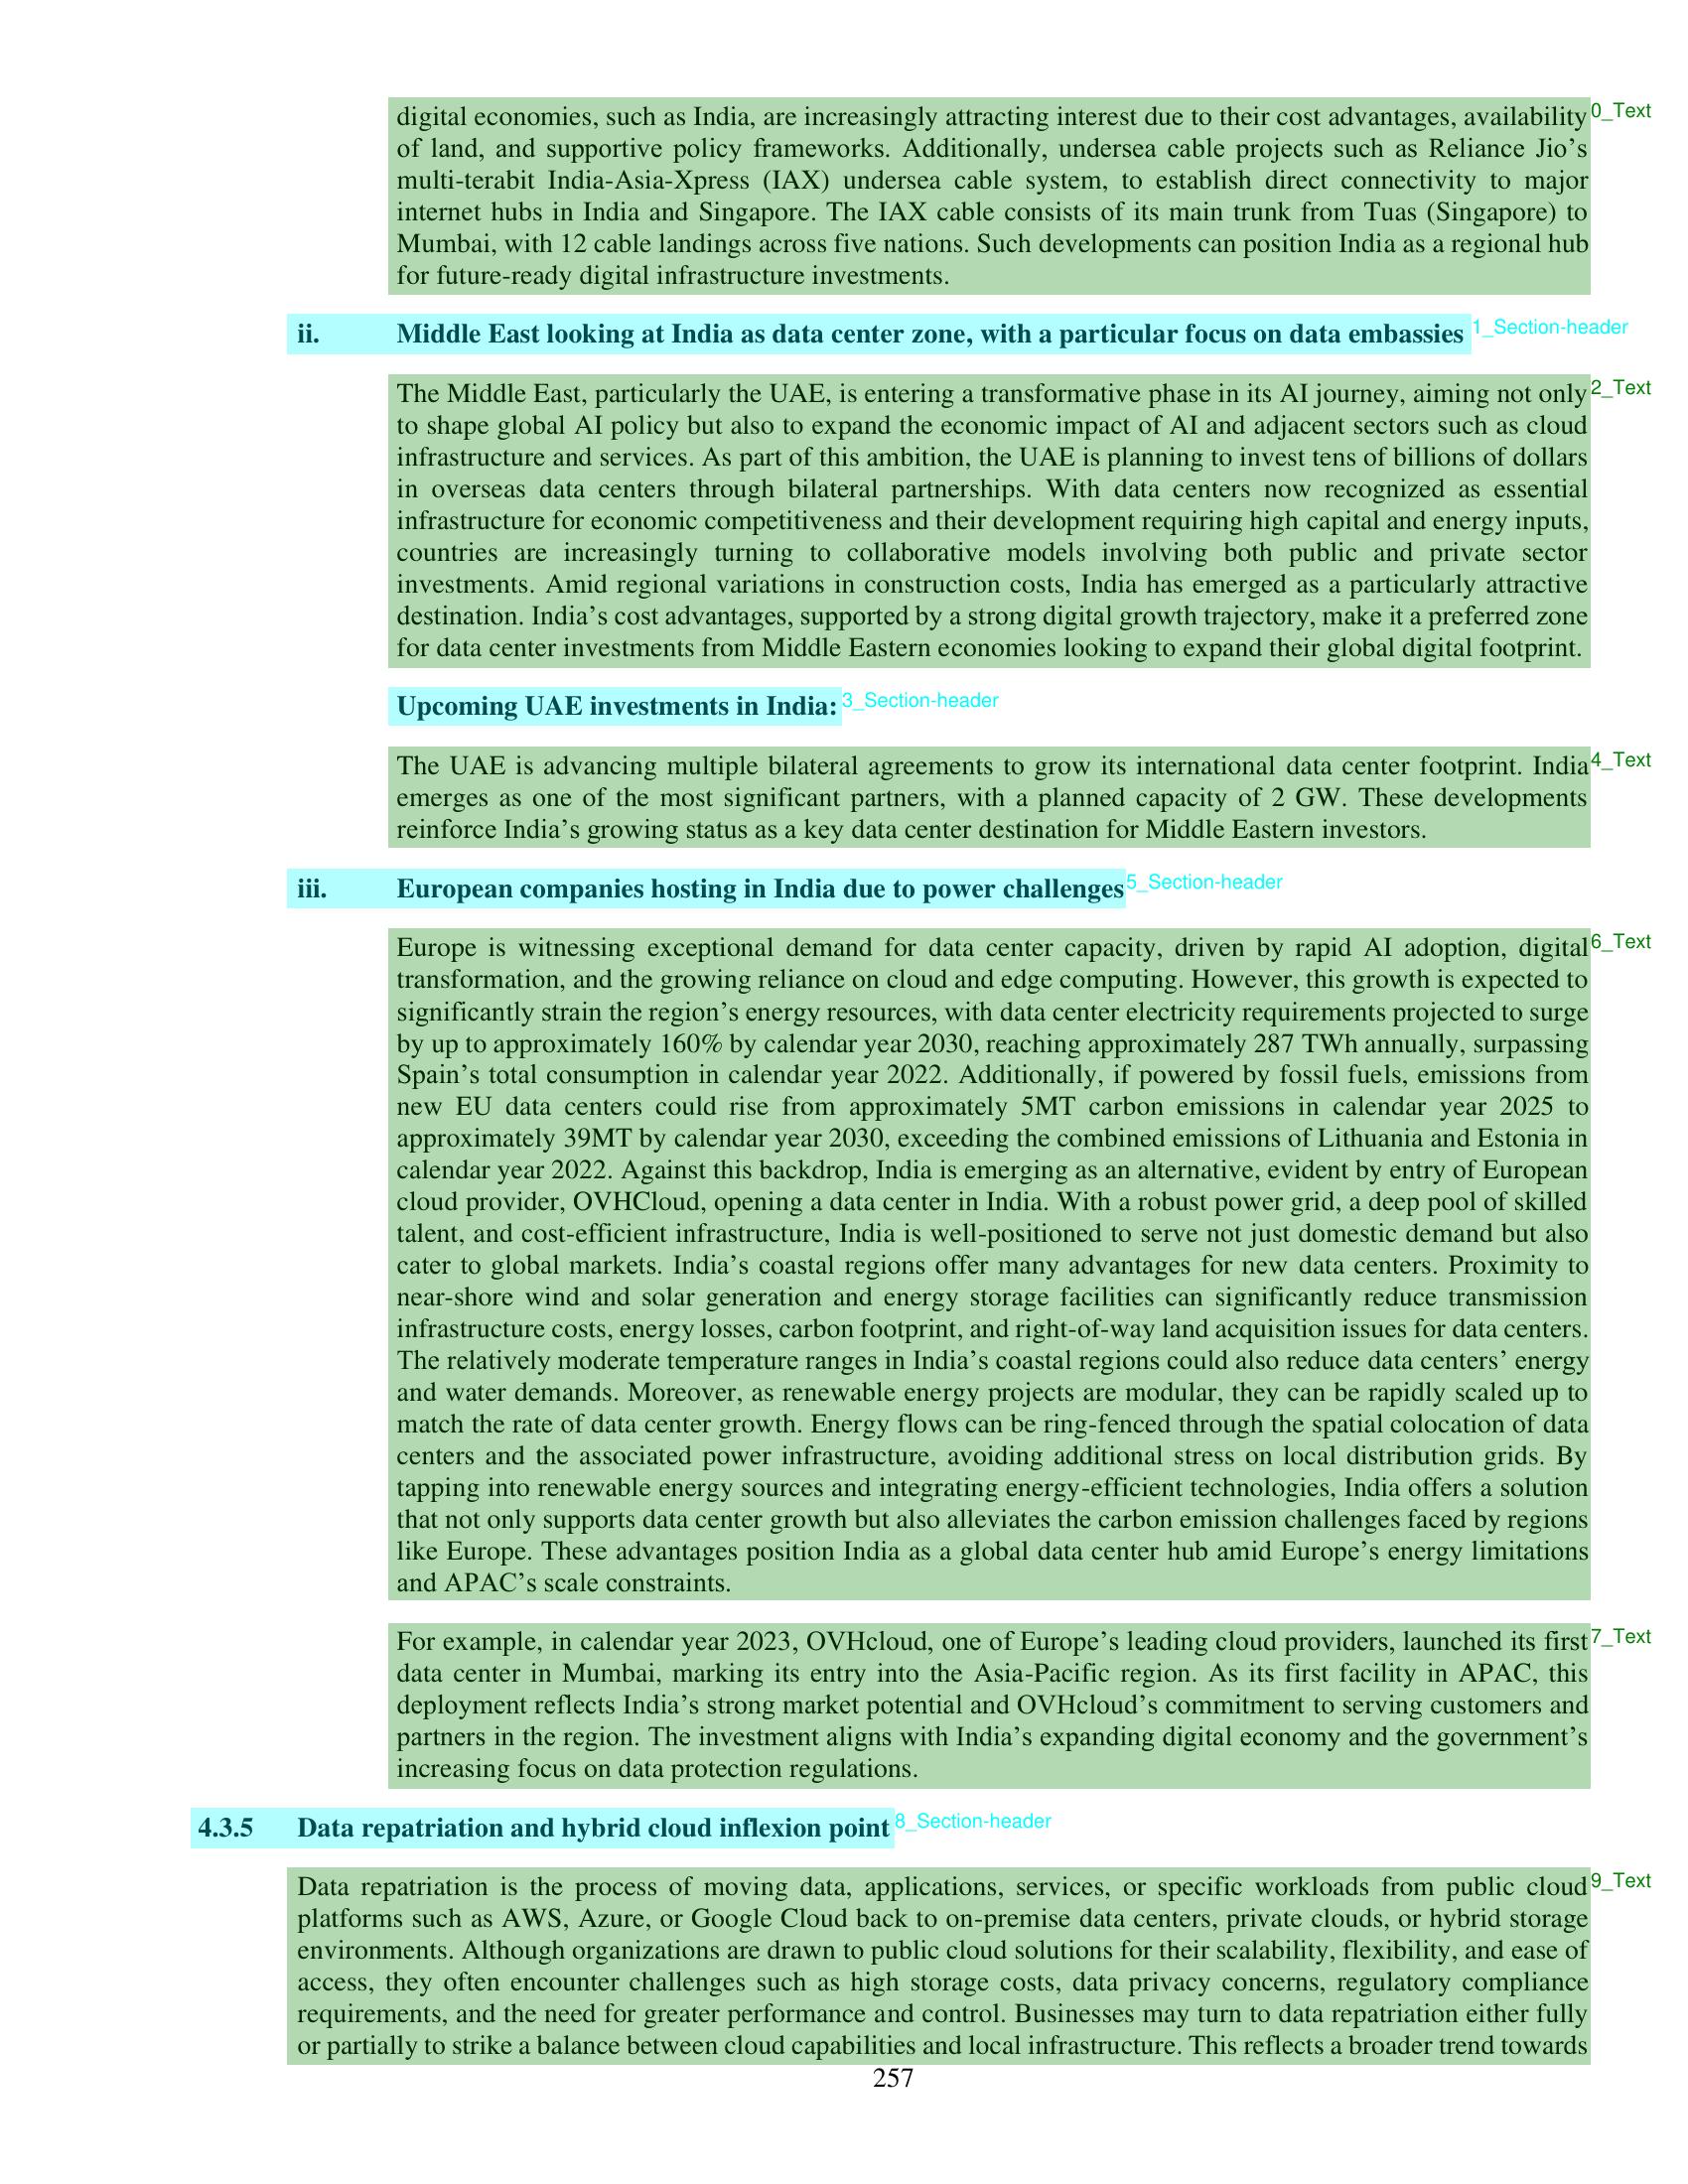 digital economies, such as India, are increasingly attracting interest due to their cost advantages, availability 0_Text
of land, and supportive policy frameworks. Additionally, undersea cable projects such as Reliance Jio’s
multi-terabit India-Asia-Xpress (IAX) undersea cable system, to establish direct connectivity to major
internet hubs in India and Singapore. The IAX cable consists of its main trunk from Tuas (Singapore) to
Mumbai, with 12 cable landings across five nations. Such developments can position India as a regional hub
for future-ready digital infrastructure investments.
ii. Middle East looking at India as data center zone, with a particular focus on data embassies 1_Section-header
The Middle East, particularly the UAE, is entering a transformative phase in its AI journey, aiming not only 2_Text
to shape global AI policy but also to expand the economic impact of AI and adjacent sectors such as cloud
infrastructure and services. As part of this ambition, the UAE is planning to invest tens of billions of dollars
in overseas data centers through bilateral partnerships. With data centers now recognized as essential
infrastructure for economic competitiveness and their development requiring high capital and energy inputs,
countries are increasingly turning to collaborative models involving both public and private sector
investments. Amid regional variations in construction costs, India has emerged as a particularly attractive
destination. India’s cost advantages, supported by a strong digital growth trajectory, make it a preferred zone
for data center investments from Middle Eastern economies looking to expand their global digital footprint.
Upcoming UAE investments in India: 3_Section-header
The UAE is advancing multiple bilateral agreements to grow its international data center footprint. India 4_Text
emerges as one of the most significant partners, with a planned capacity of 2 GW. These developments
reinforce India’s growing status as a key data center destination for Middle Eastern investors.
iii. European companies hosting in India due to power challenges 5_Section-header
Europe is witnessing exceptional demand for data center capacity, driven by rapid AI adoption, digital 6_Text
transformation, and the growing reliance on cloud and edge computing. However, this growth is expected to
significantly strain the region’s energy resources, with data center electricity requirements projected to surge
by up to approximately 160% by calendar year 2030, reaching approximately 287 TWh annually, surpassing
Spain’s total consumption in calendar year 2022. Additionally, if powered by fossil fuels, emissions from
new EU data centers could rise from approximately 5MT carbon emissions in calendar year 2025 to
approximately 39MT by calendar year 2030, exceeding the combined emissions of Lithuania and Estonia in
calendar year 2022. Against this backdrop, India is emerging as an alternative, evident by entry of European
cloud provider, OVHCloud, opening a data center in India. With a robust power grid, a deep pool of skilled
talent, and cost-efficient infrastructure, India is well-positioned to serve not just domestic demand but also
cater to global markets. India’s coastal regions offer many advantages for new data centers. Proximity to
near-shore wind and solar generation and energy storage facilities can significantly reduce transmission
infrastructure costs, energy losses, carbon footprint, and right-of-way land acquisition issues for data centers.
The relatively moderate temperature ranges in India’s coastal regions could also reduce data centers’ energy
and water demands. Moreover, as renewable energy projects are modular, they can be rapidly scaled up to
match the rate of data center growth. Energy flows can be ring-fenced through the spatial colocation of data
centers and the associated power infrastructure, avoiding additional stress on local distribution grids. By
tapping into renewable energy sources and integrating energy-efficient technologies, India offers a solution
that not only supports data center growth but also alleviates the carbon emission challenges faced by regions
like Europe. These advantages position India as a global data center hub amid Europe’s energy limitations
and APAC’s scale constraints.
For example, in calendar year 2023, OVHcloud, one of Europe’s leading cloud providers, launched its first 7_Text
data center in Mumbai, marking its entry into the Asia-Pacific region. As its first facility in APAC, this
deployment reflects India’s strong market potential and OVHcloud’s commitment to serving customers and
partners in the region. The investment aligns with India’s expanding digital economy and the government’s
increasing focus on data protection regulations.
4.3.5 Data repatriation and hybrid cloud inflexion point 8_Section-header
Data repatriation is the process of moving data, applications, services, or specific workloads from public cloud 9_Text
platforms such as AWS, Azure, or Google Cloud back to on-premise data centers, private clouds, or hybrid storage
environments. Although organizations are drawn to public cloud solutions for their scalability, flexibility, and ease of
access, they often encounter challenges such as high storage costs, data privacy concerns, regulatory compliance
requirements, and the need for greater performance and control. Businesses may turn to data repatriation either fully
or partially to strike a balance between cloud capabilities and local infrastructure. This reflects a broader trend towards
257